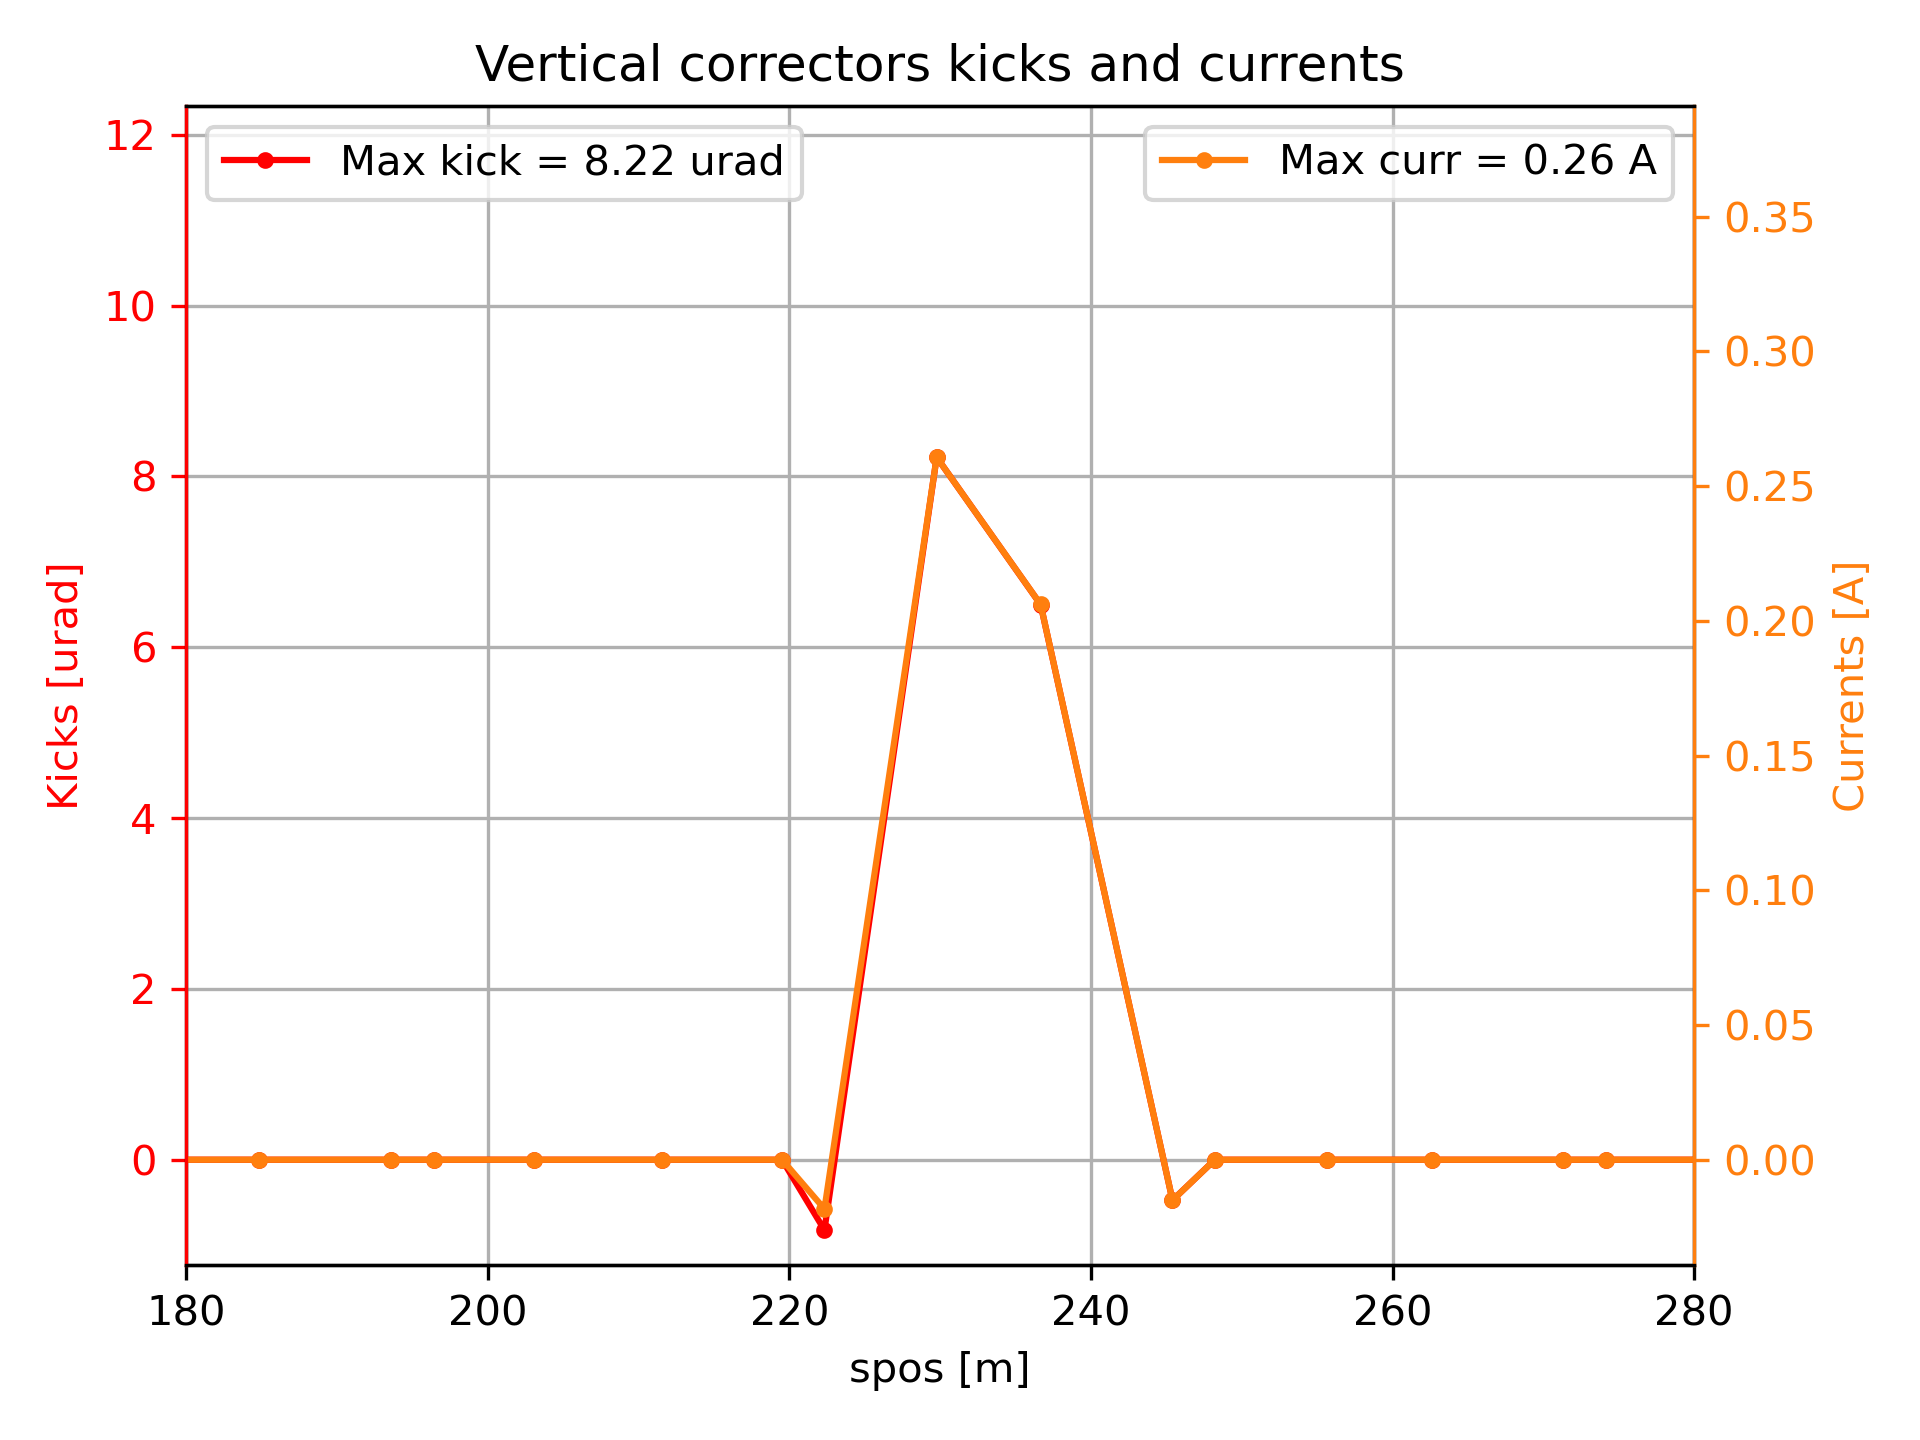 Vertical correctors kicks and currents
Max kick = 8.22 urad
Max curr = 0.26 A
Kicks [urad]
12
10
8
6
4
2
0
Currents [A]
0.35
0.30
0.25
0.20
0.15
0.10
0.05
0.00
180 200 220 240 260 280
spos [m]